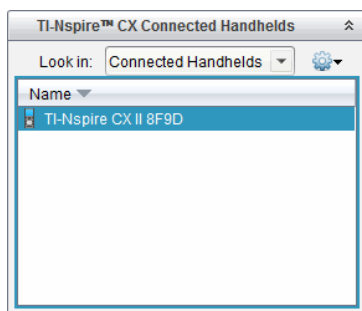 TI-Nspire™ CX Connected Handhelds
Look in: Connected Handhelds
Name
TI-Nspire CX II 8F9D